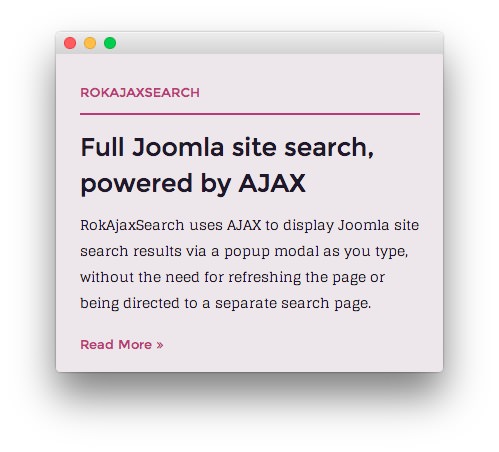 ROKAJAXSEARCH
Full Joomla site search,
powered by AJAX
RokAjaxSearch uses AJAX to display Joomla site
search results via a popup modal as you type,
without the need for refreshing the page or
being directed to a separate search page.
Read More »